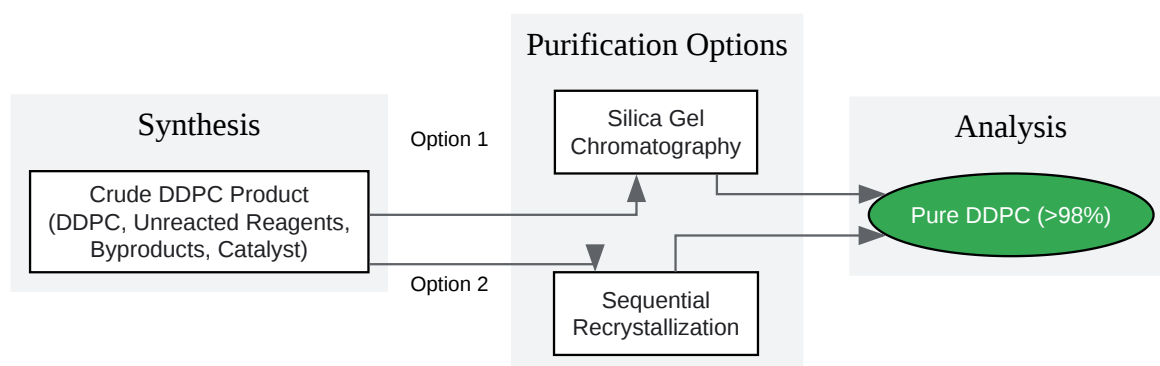 Synthesis
Crude DDPC Product
(DDPC, Unreacted Reagents,
Byproducts, Catalyst)
Option 1
Option 2
Purification Options
Silica Gel
Chromatography
Sequential
Recrystallization
Analysis
Pure DDPC (>98%)